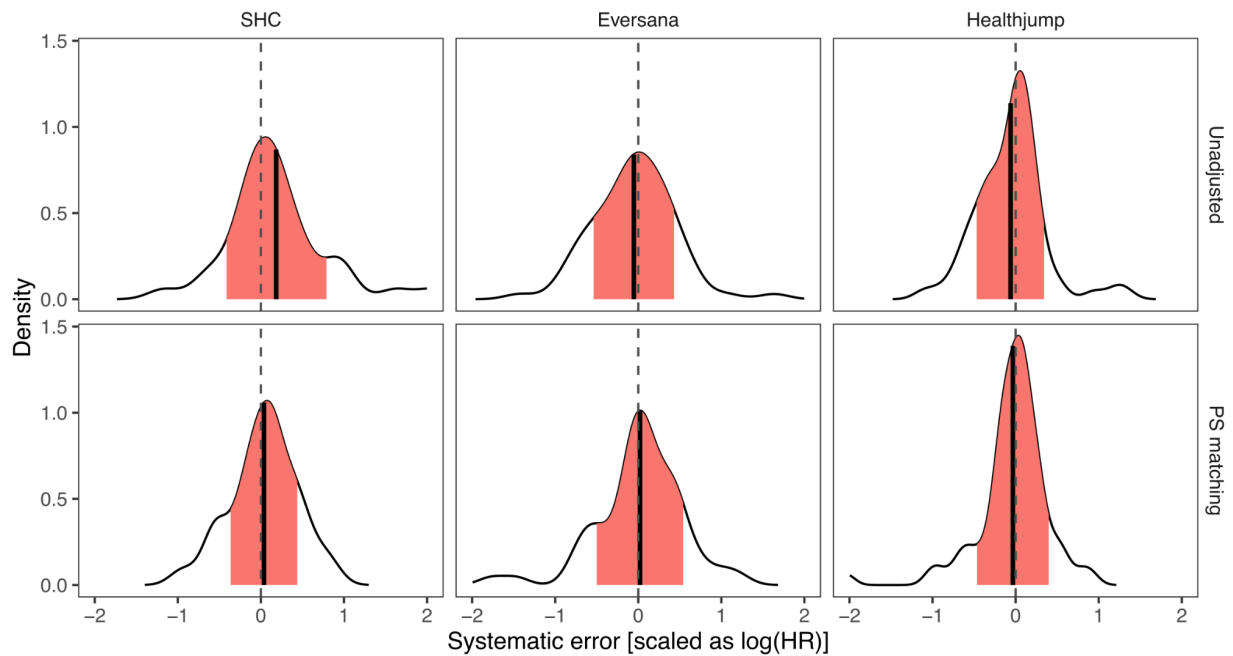 SHC Eversana Healthjump
1.5
1.0
0.5
0.0
Unadjusted
1.5
1.0
0.5
0.0
PS matching
Density
−2 −1 0 1 2 −2 −1 0 1 2 −2 −1 0 1 2
Systematic error [scaled as log(HR)]